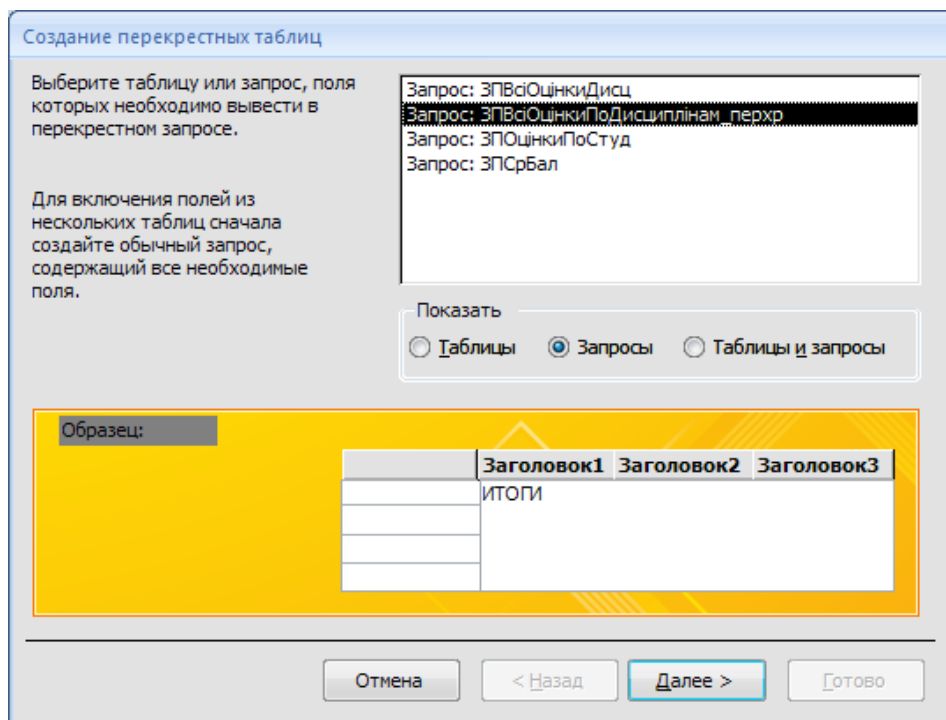 Создание перекрестных таблиц
Выберите таблицу или запрос, поля
которых необходимо вывести в
перекрестном запросе.
Для включения полей из
нескольких таблиц сначала
создайте обычный запрос,
содержащий все необходимые
поля.
Запрос: ЗПВсіОцінкиДисц
Запрос: ЗПВсіОцінкиПоДисциплінам_перхр
Запрос: ЗПОцінкиПоСтуд
Запрос: ЗПСрБал
Показать
Таблицы Запросы Таблицы и запросы
Образец:
Заголовок1 Заголовок2 Заголовок3
ИТОГИ
Отмена < Назад Далее > Готово